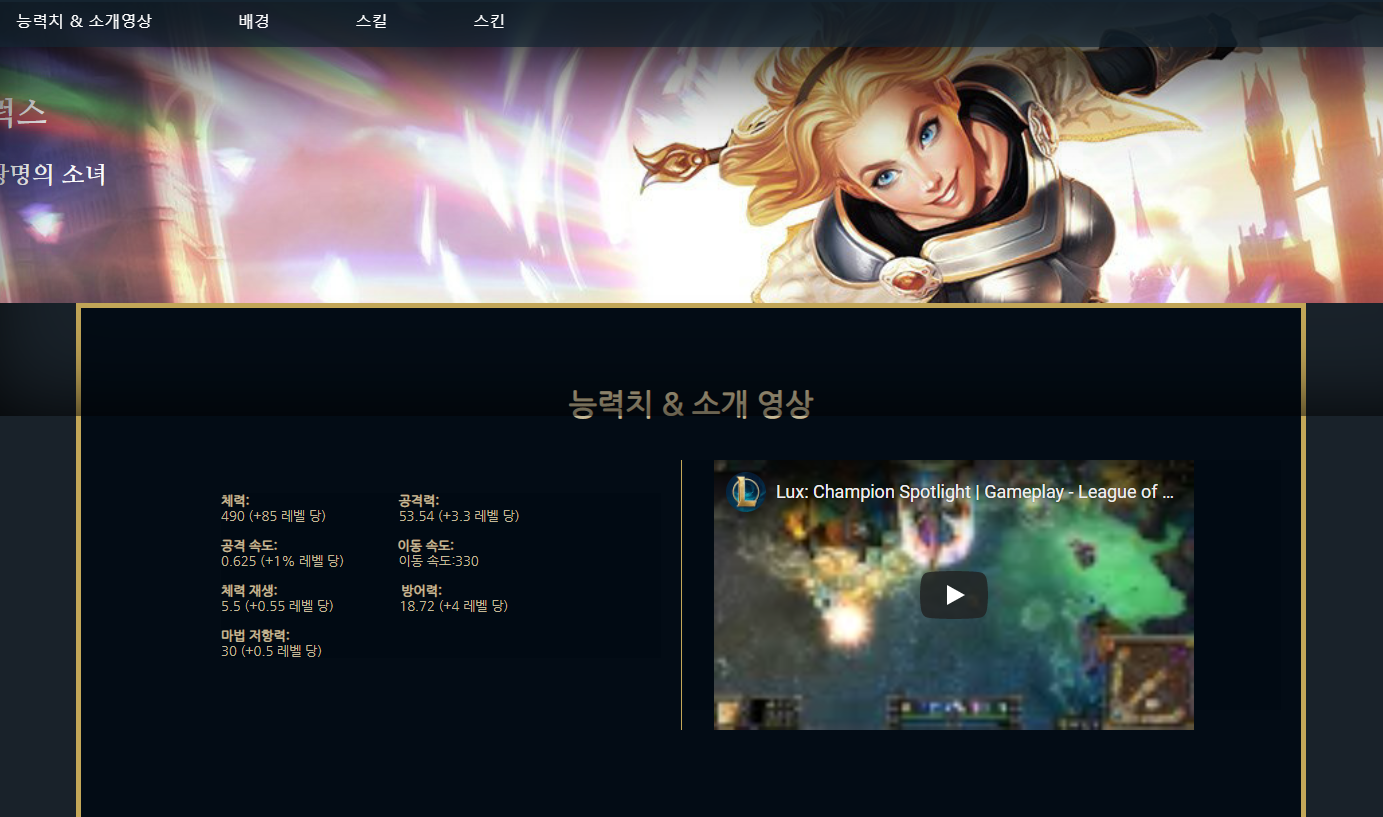 능력치 & 소개영상 배경 스킬 스킨
럭스
광명의 소녀
능력치 & 소개 영상
Lux: Champion Spotlight | Gameplay - League of ...
체력: 공격력:
490 (+85 레벨 당) 53.54 (+3.3 레벨 당)
공격 속도: 이동 속도:
0.625 (+1% 레벨 당) 이동 속도:330
체력 재생: 방어력:
5.5 (+0.55 레벨 당) 18.72 (+4 레벨 당)
마법 저항력:
30 (+0.5 레벨 당)